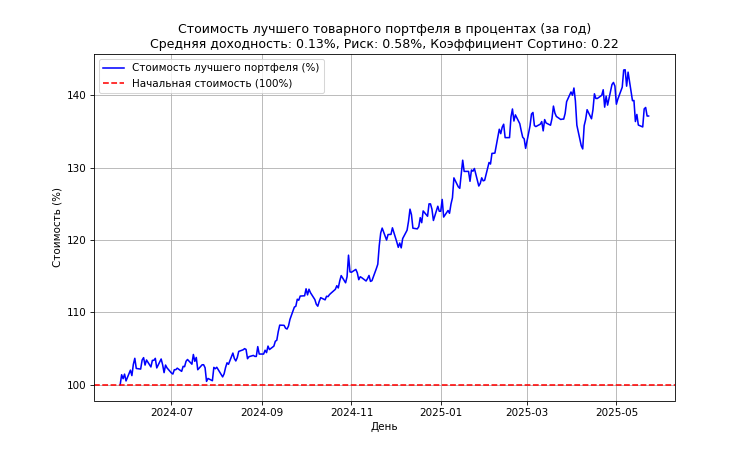 Стоимость лучшего товарного портфеля в процентах (за год)
Средняя доходность: 0.13%, Риск: 0.58%, Коэффициент Сортино: 0.22
Стоимость лучшего портфеля (%)
Начальная стоимость (100%)
Стоимость (%)
140
130
120
110
100
2024-07
2024-09
2024-11
2025-01
2025-03
2025-05
День